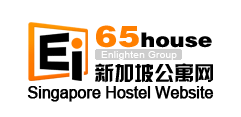 Ei
65house
Enlighten Group
新加坡公寓网
Singapore Hostel Website